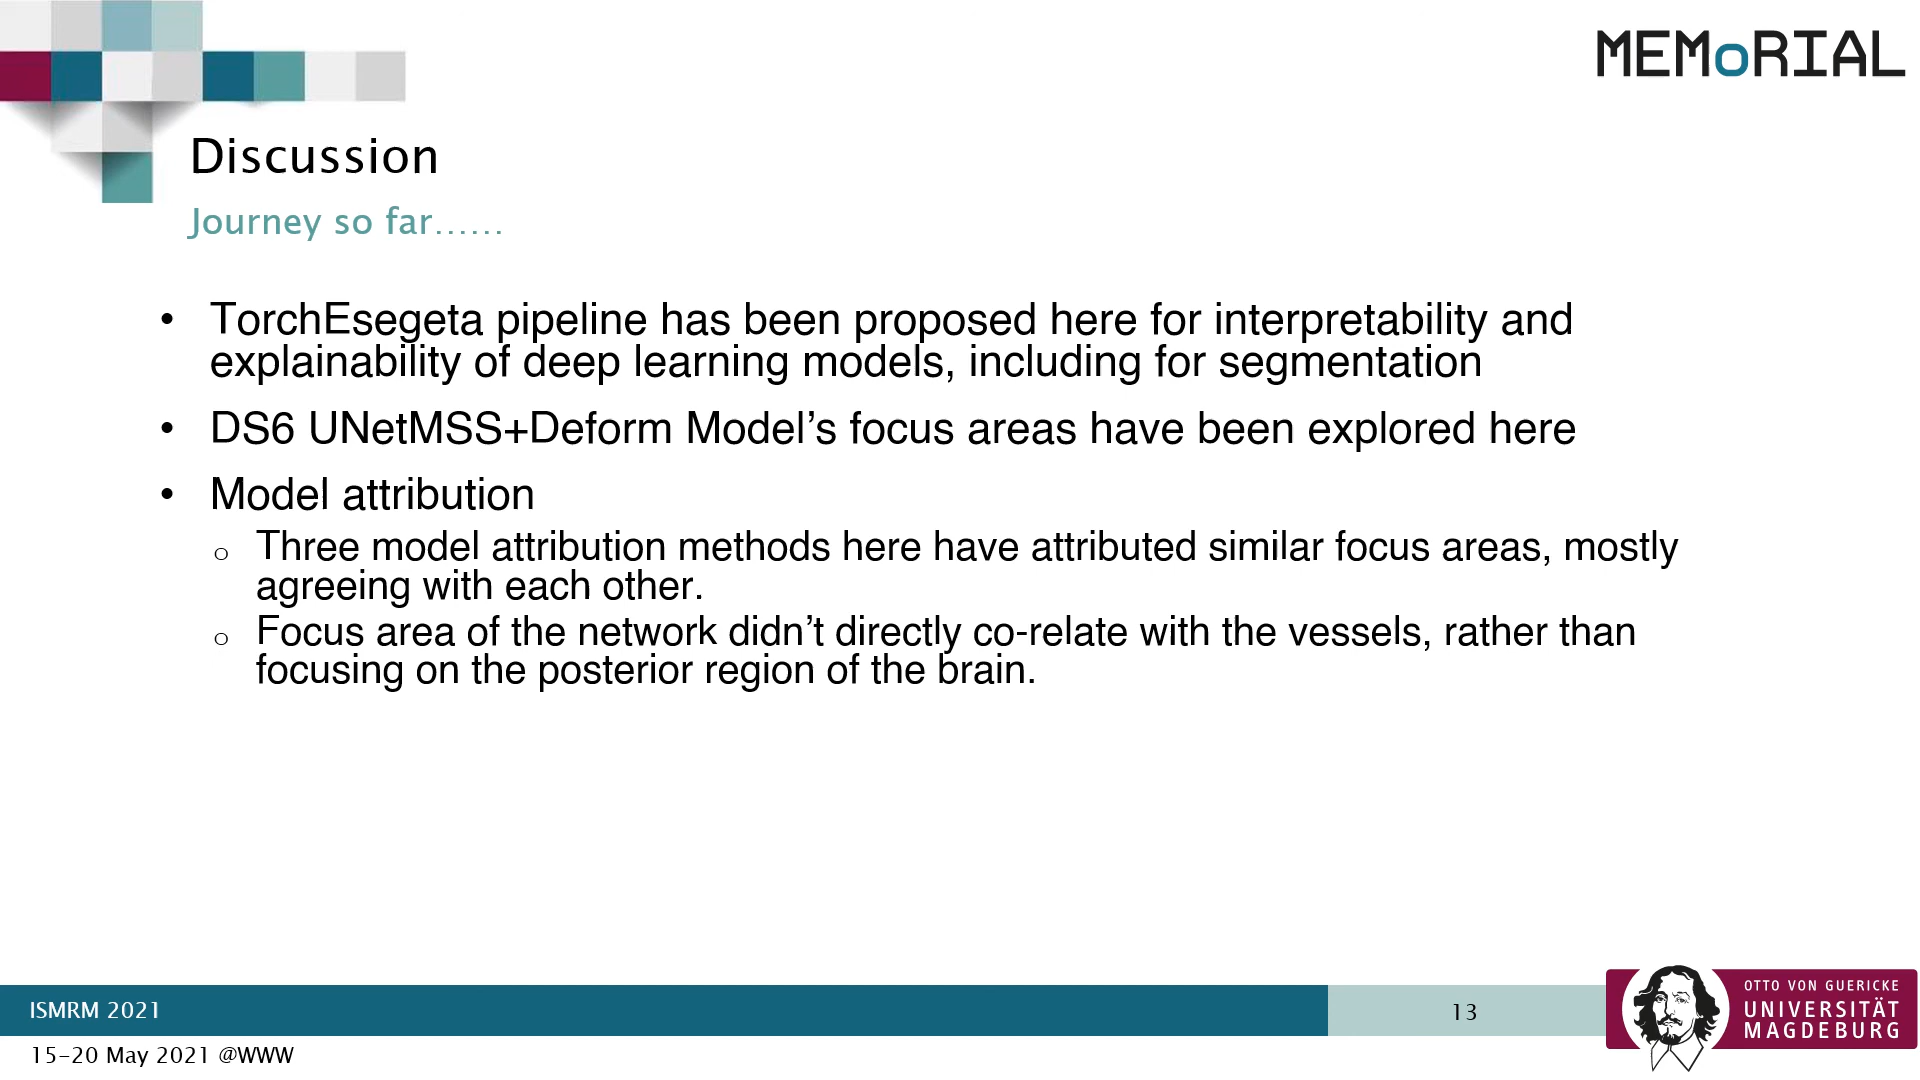 MEMoRIAL
Discussion
Journey so far……
• TorchEsegeta pipeline has been proposed here for interpretability and
explainability of deep learning models, including for segmentation
• DS6 UNetMSS+Deform Model’s focus areas have been explored here
• Model attribution
o Three model attribution methods here have attributed similar focus areas, mostly
agreeing with each other.
o Focus area of the network didn’t directly co-relate with the vessels, rather than
focusing on the posterior region of the brain.
ISMRM 2021
13
15-20 May 2021 @WWW
OTTO VON GUERICKE
UNIVERSITÄT
MAGDEBURG